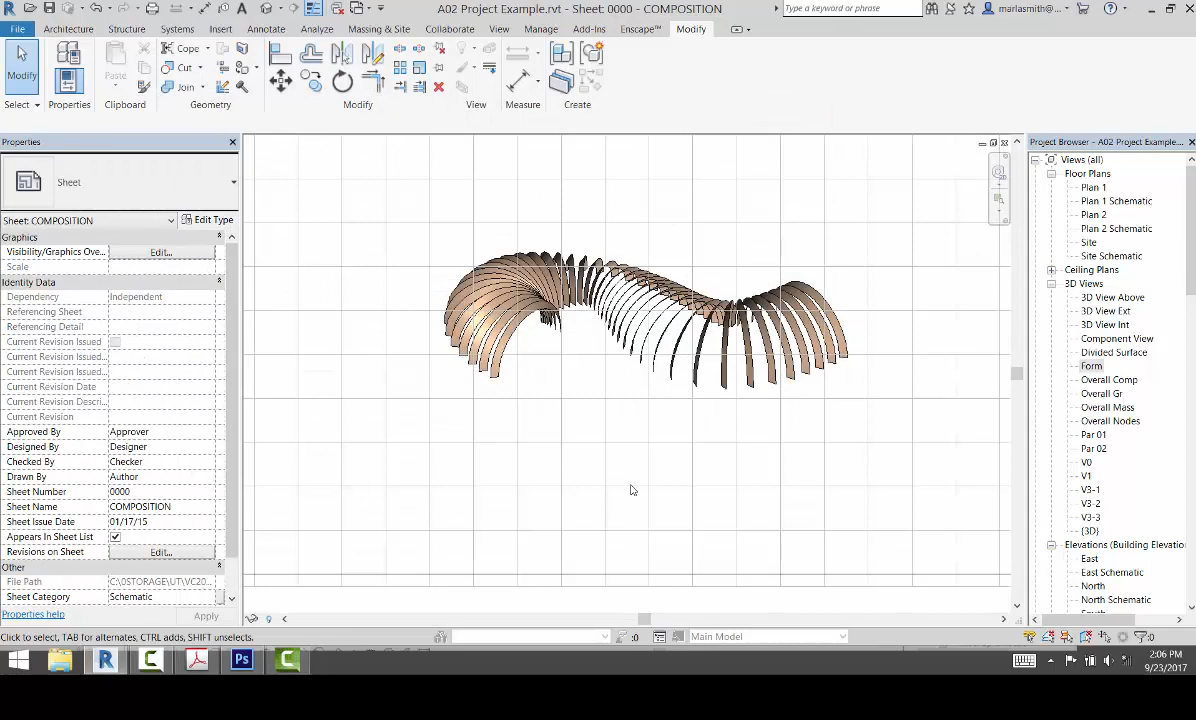 A02 Project Example.rvt - Sheet: 0000 - COMPOSITION
Type a keyword or phrase
marlasmith@...
File Architecture Structure Systems Insert Annotate Analyze Massing & Site Collaborate View Manage Add-Ins Enscape™ Modify
Modify
Properties
Paste
Cope
Cut
Join
Select
Properties
Clipboard
Geometry
Modify
View
Measure
Create
Properties
Sheet
Sheet: COMPOSITION
Edit Type
Graphics
Visibility/Graphics Ove... Edit...
Scale
Identity Data
Dependency Independent
Referencing Sheet
Referencing Detail
Current Revision Issued
Current Revision Issued...
Current Revision Issued...
Current Revision Date
Current Revision Descri...
Current Revision
Approved By Approver
Designed By Designer
Checked By Checker
Drawn By Author
Sheet Number 0000
Sheet Name COMPOSITION
Sheet Issue Date 01/17/15
Appears In Sheet List
Revisions on Sheet Edit...
Other
File Path C:\0STORAGE\UT\VC20...
Sheet Category Schematic
Properties help
Apply
Project Browser - A02 Project Example....
Views (all)
Floor Plans
Plan 1
Plan 1 Schematic
Plan 2
Plan 2 Schematic
Site
Site Schematic
Ceiling Plans
3D Views
3D View Above
3D View Ext
3D View Int
Component View
Divided Surface
Form
Overall Comp
Overall Gr
Overall Mass
Overall Nodes
Par 01
Par 02
V0
V1
V3-1
V3-2
V3-3
{3D}
Elevations (Building Elevatio
East
East Schematic
North
North Schematic
Click to select, TAB for alternates, CTRL adds, SHIFT unselects.
:0
Main Model
:0
2:06 PM
9/23/2017